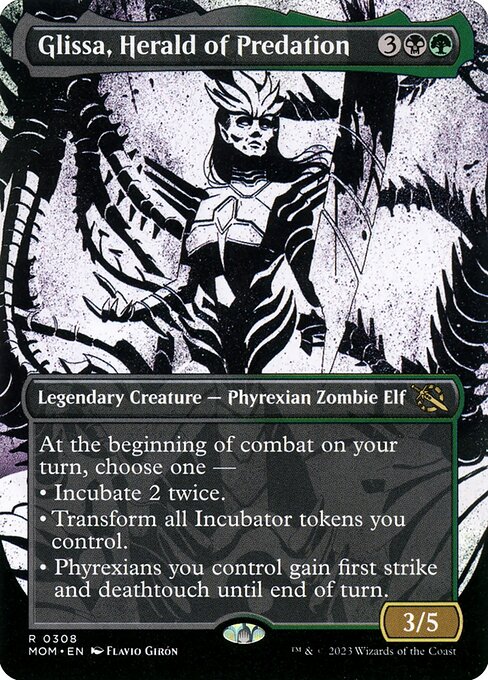 Glissa, Herald of Predation 3
Legendary Creature — Phyrexian Zombie Elf
At the beginning of combat on your
turn, choose one —
• Incubate 2 twice.
• Transform all Incubator tokens you
control.
• Phyrexians you control gain first strike
and deathtouch until end of turn.
3/5
R 0308
MOM • EN Flavio Girón
™ & © 2023 Wizards of the Coast